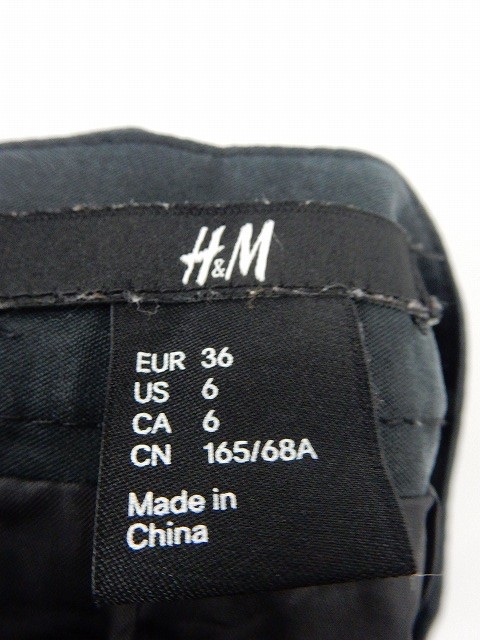 H&M
EUR 36
US 6
CA 6
CN 165/68A
Made in
China